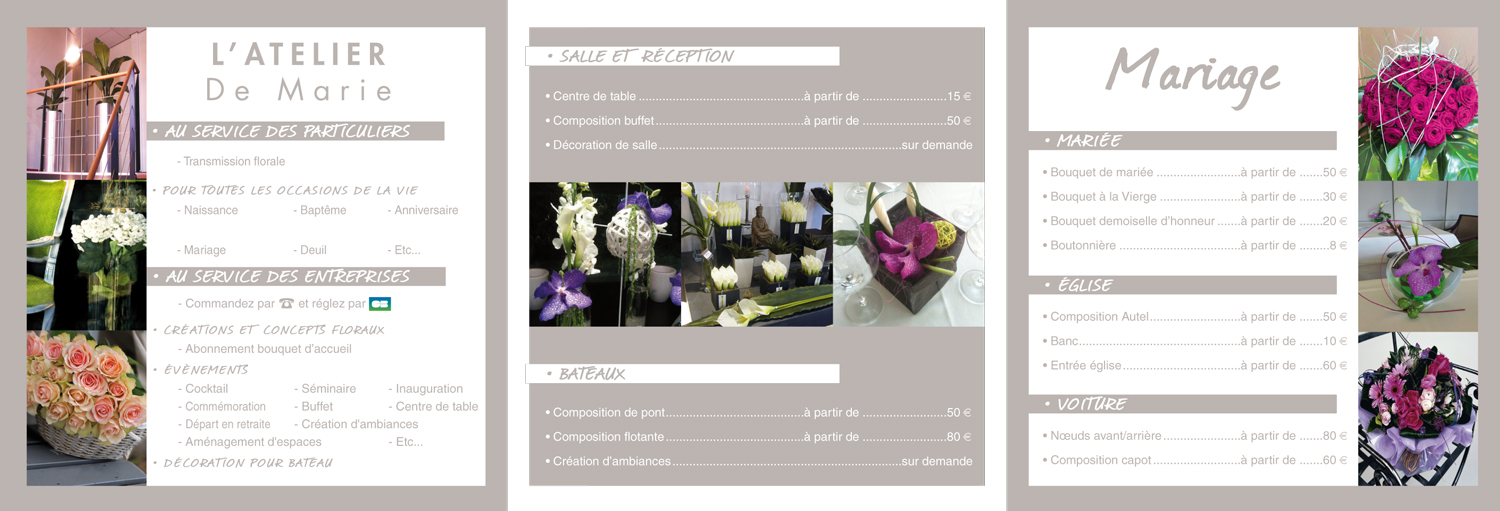 L'ATELIER
De Marie
• AU SERVICE DES PARTICULIERS
- Transmission florale
• POUR TOUTES LES OCCASIONS DE LA VIE
- Naissance - Baptême - Anniversaire
- Mariage - Deuil - Etc...
• AU SERVICE DES ENTREPRISES
- Commandez par ☎ et réglez par CB
• CRÉATIONS ET CONCEPTS FLORAUX
- Abonnement bouquet d'accueil
• ÉVÈNEMENTS
- Cocktail - Séminaire - Inauguration
- Commémoration - Buffet - Centre de table
- Départ en retraite - Création d'ambiances
- Aménagement d'espaces - Etc...
• DÉCORATION POUR BATEAU
• SALLE ET RÉCEPTION
• Centre de table ..................................................à partir de ..........................15 €
• Composition buffet.............................................à partir de ..........................50 €
• Décoration de salle..........................................................................sur demande
• BATEAUX
• Composition de pont..........................................à partir de ..........................50 €
• Composition flotante..........................................à partir de ..........................80 €
• Création d'ambiances......................................................................sur demande
Mariage
• MARIÉE
• Bouquet de mariée ..........................à partir de .......50 €
• Bouquet à la Vierge .........................à partir de .......30 €
• Bouquet demoiselle d'honneur .......à partir de .......20 €
• Boutonnière .....................................à partir de .......8 €
• ÉGLISE
• Composition Autel............................à partir de .......50 €
• Banc..................................................à partir de .......10 €
• Entrée église....................................à partir de .......60 €
• VOITURE
• Nœuds avant/arrière........................à partir de .......80 €
• Composition capot...........................à partir de .......60 €